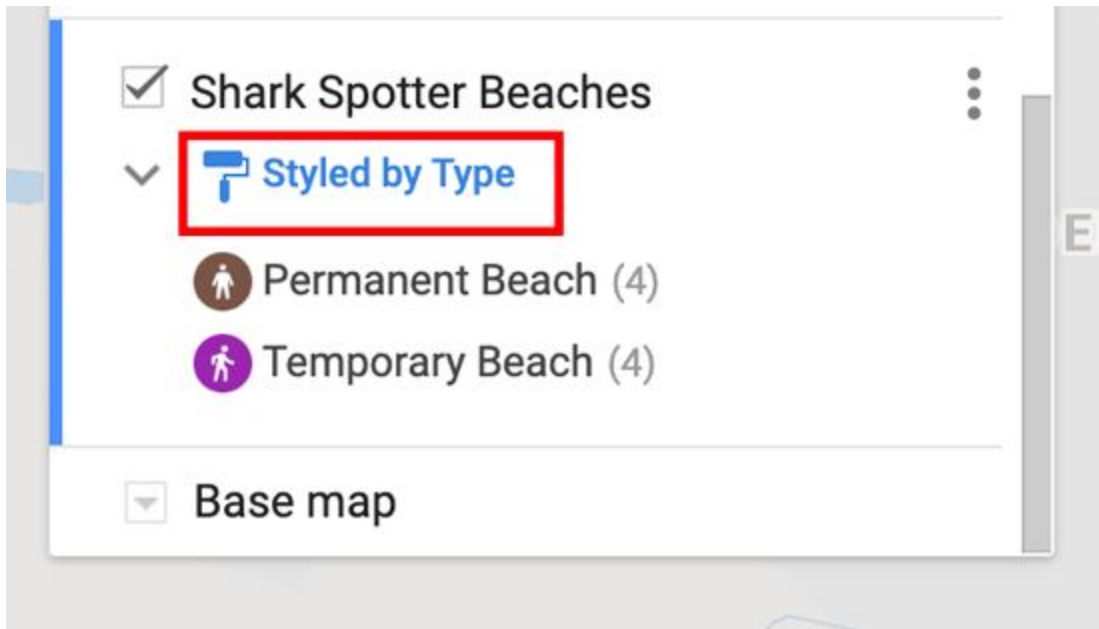 Shark Spotter Beaches
Styled by Type
E
Permanent Beach (4)
Temporary Beach (4)
Base map